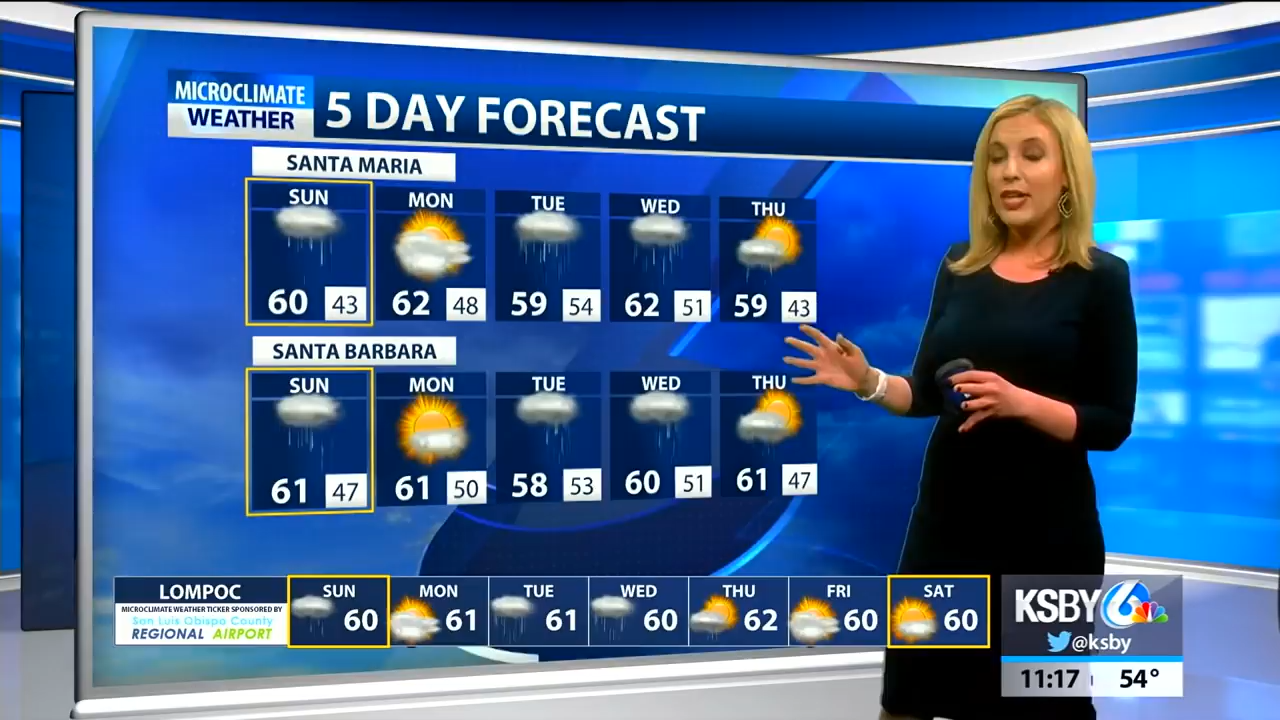 MICROCLIMATE
WEATHER
5 DAY FORECAST
SANTA MARIA
SUN MON TUE WED THU
60 43 62 48 59 54 62 51 59 43
SANTA BARBARA
SUN MON TUE WED THU
61 47 61 50 58 53 60 51 61 47
LOMPOC
MICROCLIMATE WEATHER TICKER SPONSORED BY
San Luis Obispo County
REGIONAL AIRPORT
SUN MON TUE WED THU FRI SAT
60 61 61 60 62 60 60
KSBY 6
@ksby
11:17 54°